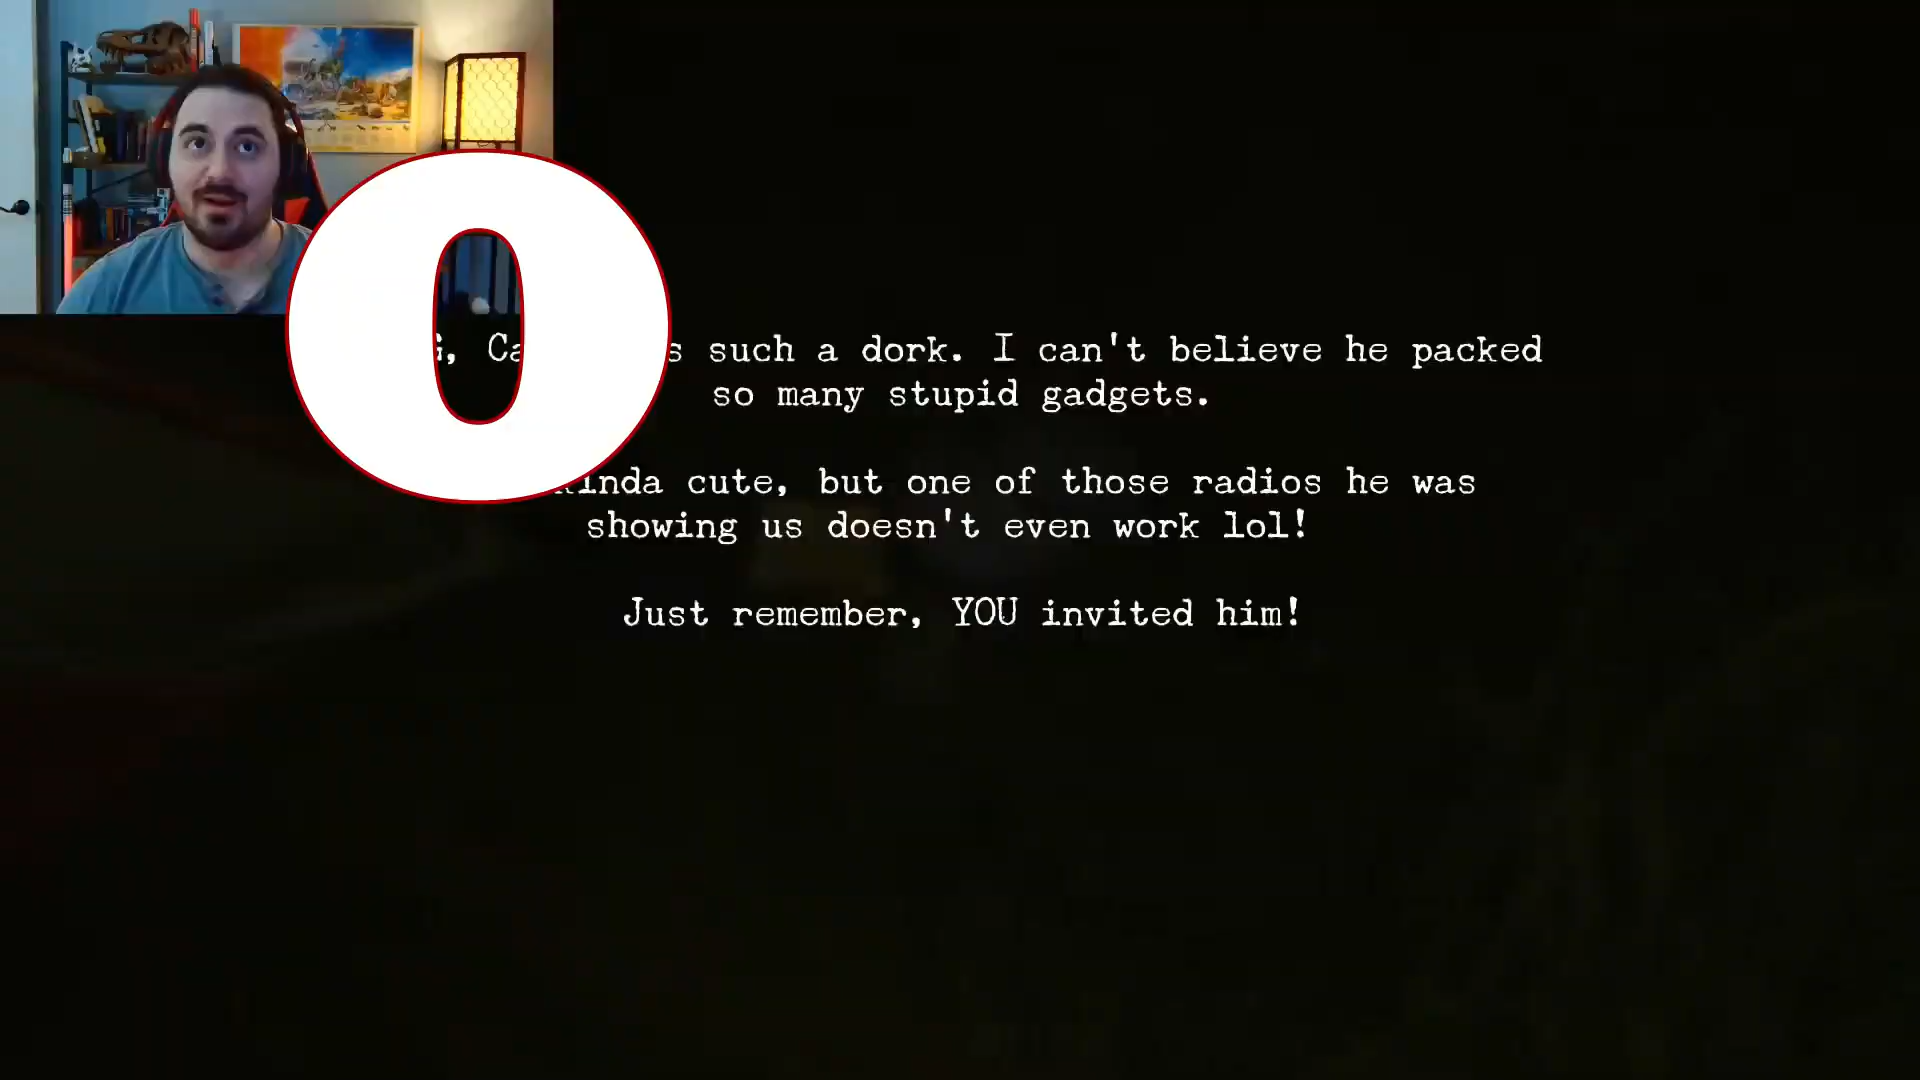 0
such a dork. I can't believe he packed
so many stupid gadgets.
cute, but one of those radios he was
showing us doesn't even work lol!
Just remember, YOU invited him!